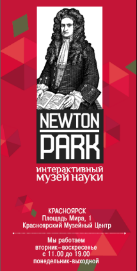 NEWTON
PARK
интерактивный
музей науки
КРАСНОЯРСК
Площадь Мира, 1
Красноярский Музейный Центр
Мы работаем
вторник-воскресенье
с 11.00 до 19.00
понедельник-выходной